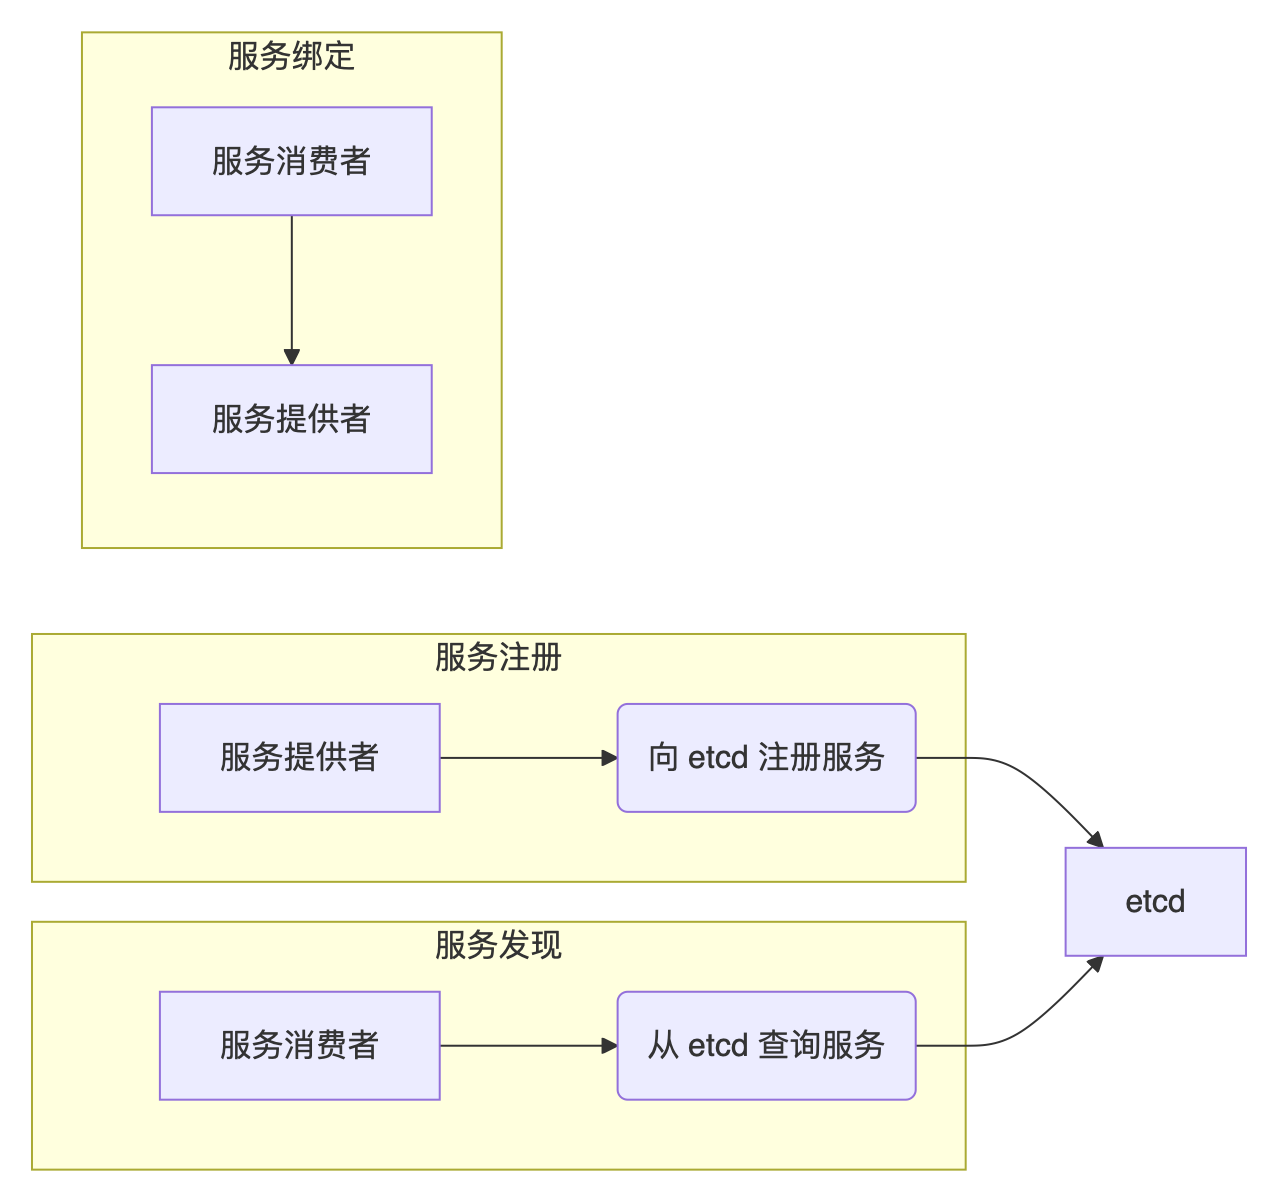 服务绑定
服务消费者
服务提供者
服务注册
服务提供者
向 etcd 注册服务
etcd
服务发现
服务消费者
从 etcd 查询服务